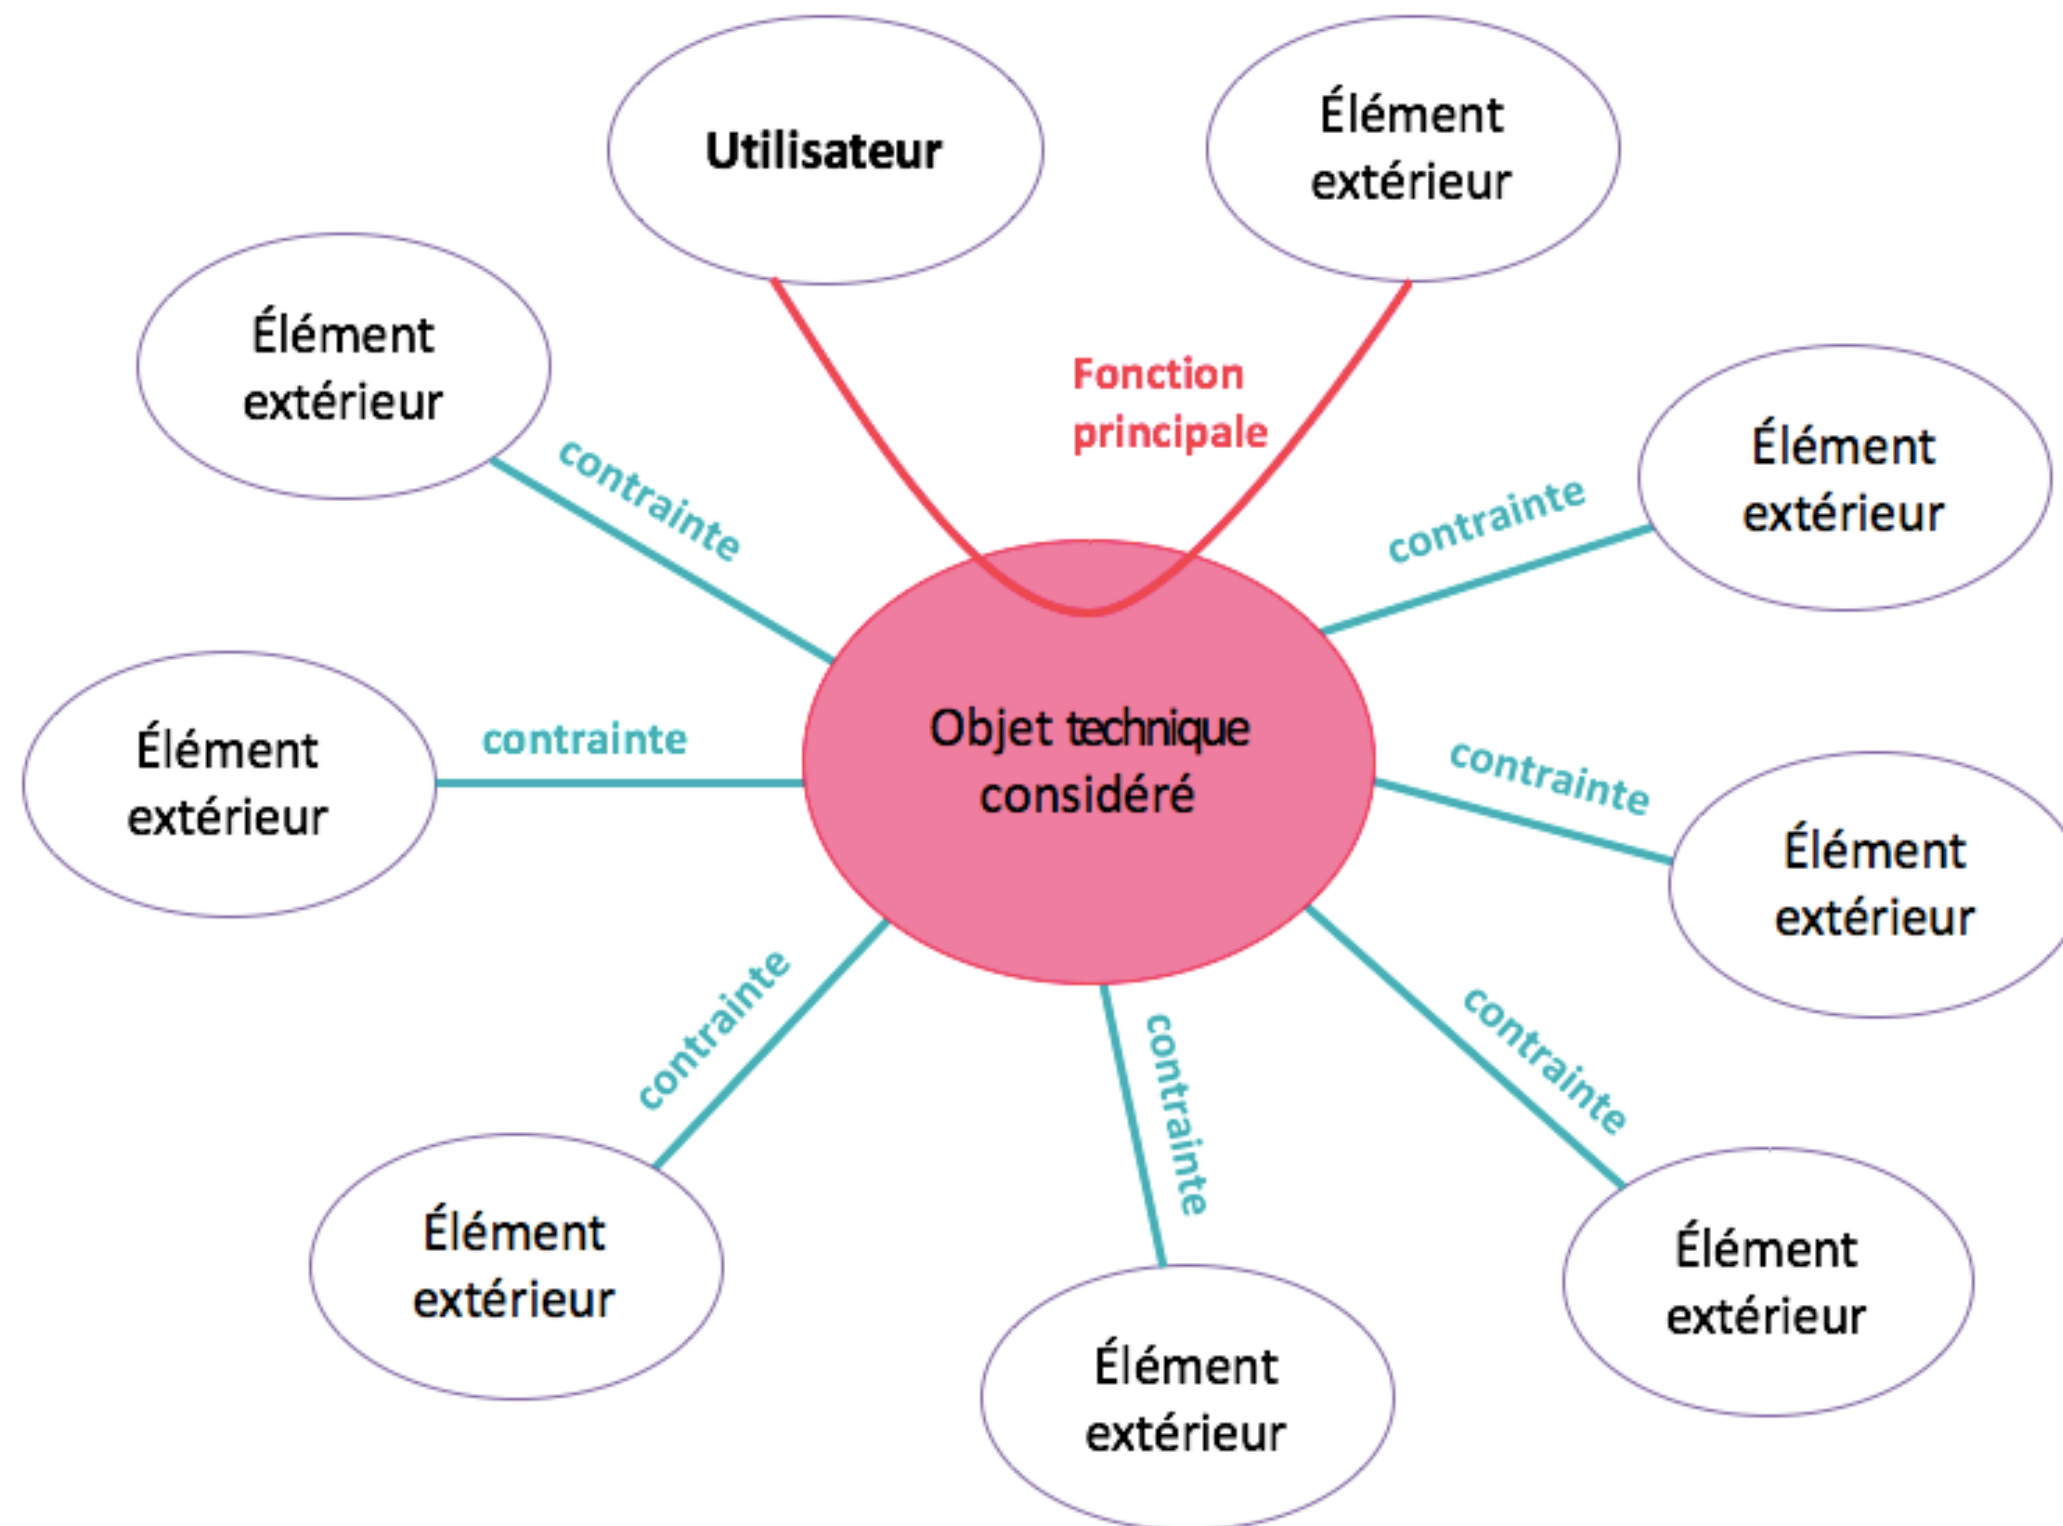 Utilisateur
Élément
extérieur
Élément
extérieur
Fonction
principale
Élément
extérieur
contrainte
contrainte
Élément
extérieur
contrainte
Objet technique
considéré
contrainte
Élément
extérieur
contrainte
contrainte
contrainte
Élément
extérieur
Élément
extérieur
Élément
extérieur